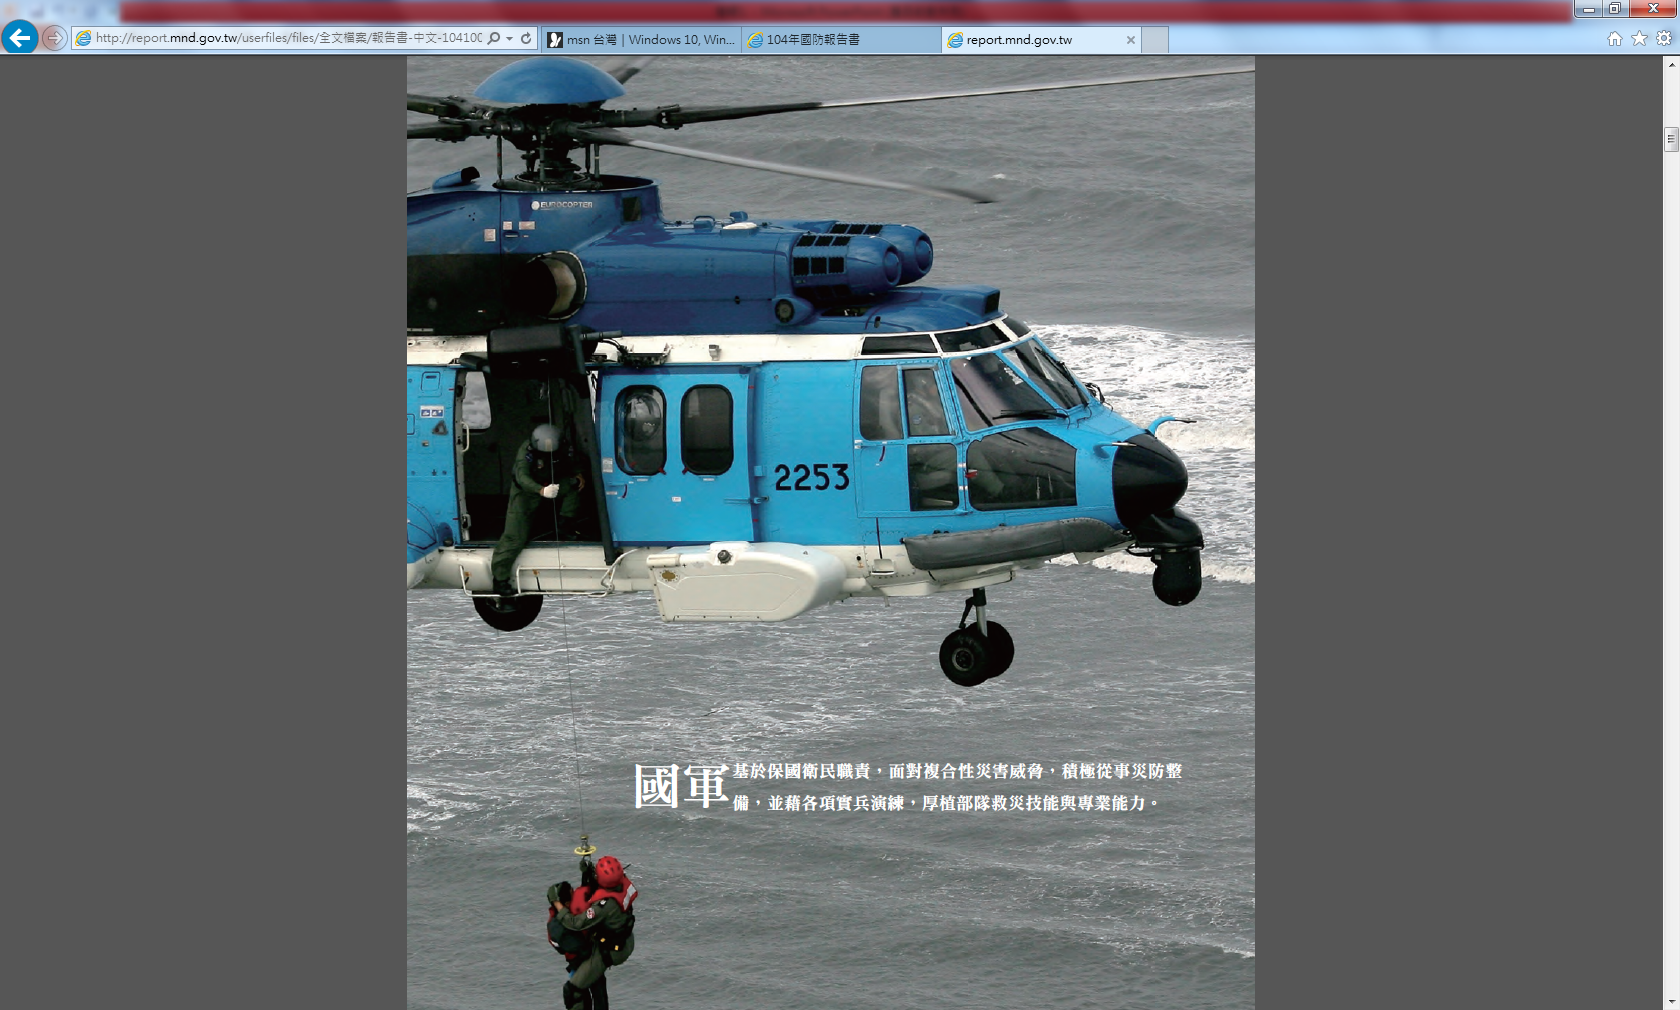 http://report.mnd.gov.tw/userfiles/files/全文檔案/報告書-中文-104100
msn 台灣 | Windows 10, Win...
104年國防報告書
report.mnd.gov.tw
EUROCOPTER
2253
國軍基於保國衛民職責，面對複合性災害威脅，積極從事災防整
備，並藉各項實兵演練，厚植部隊救災技能與專業能力。